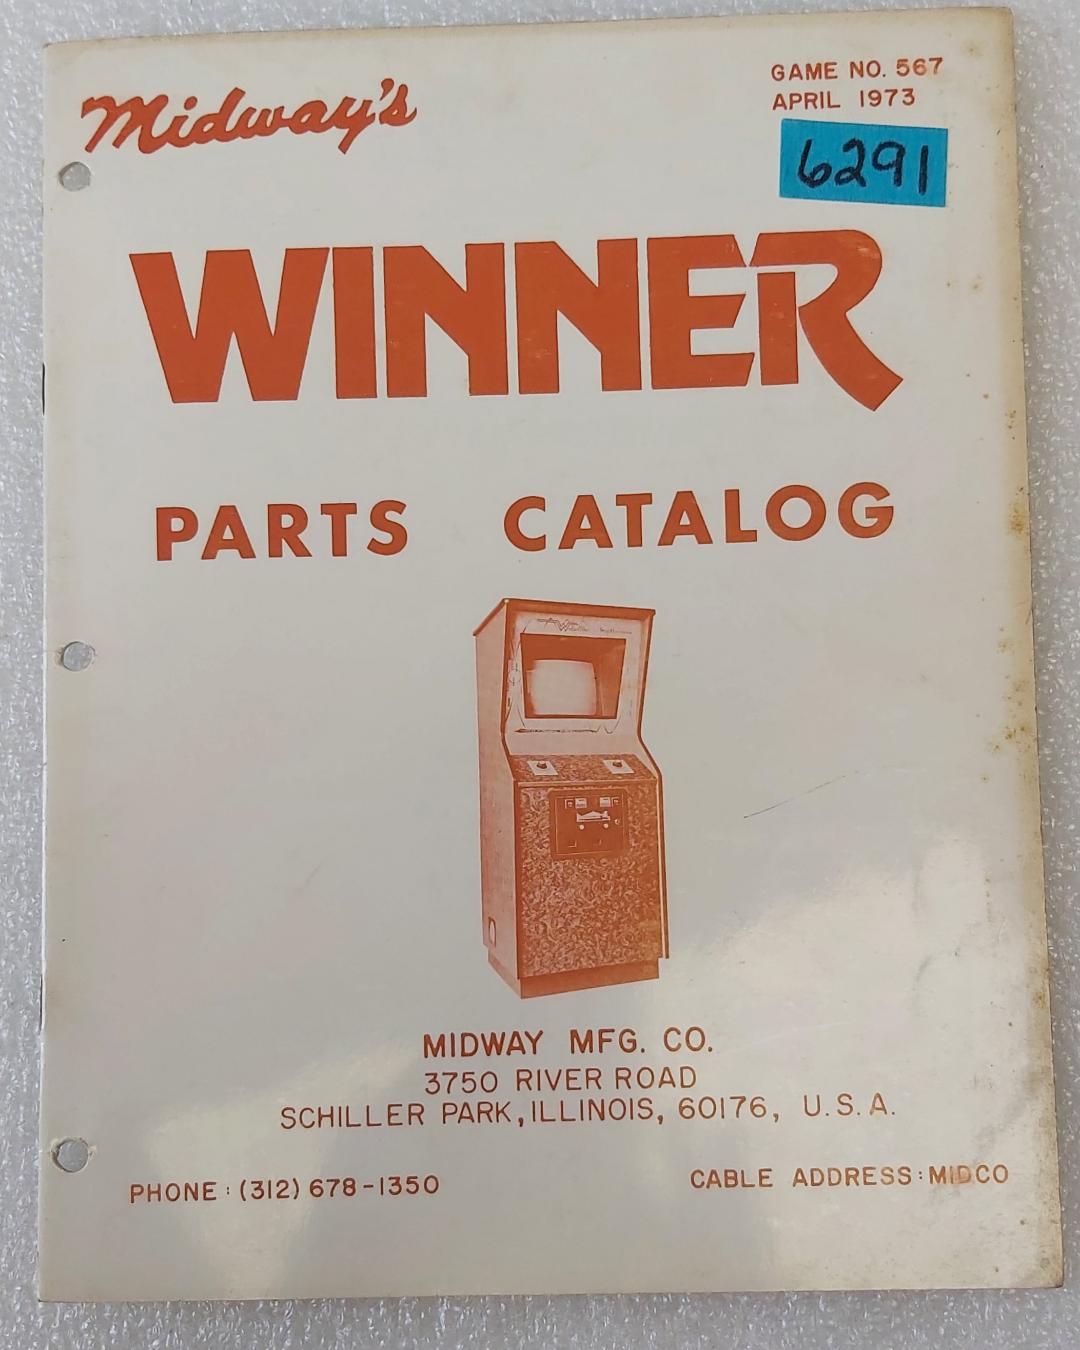 Midway's
GAME NO. 567
APRIL 1973
6291
WINNER
PARTS CATALOG
MIDWAY MFG. CO.
3750 RIVER ROAD
SCHILLER PARK, ILLINOIS, 60176, U.S.A.
PHONE: (312) 678-1350
CABLE ADDRESS: MIDCO